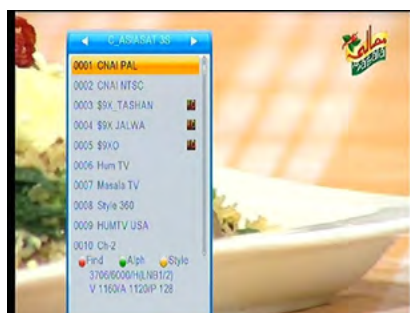 C_ASIASAT 3S
0001 CNAI PAL
0002 CNAI NTSC
0003 $9X_TASHAN
0004 $9X JALWA
0005 $9XO
0006 Hum TV
0007 Masala TV
0008 Style 360
0009 HUMTV USA
0010 Ch-2
Find Alph Style
3706/6000/H(LNB1/2)
V 1160/A 1120/P 128
مصالحہ